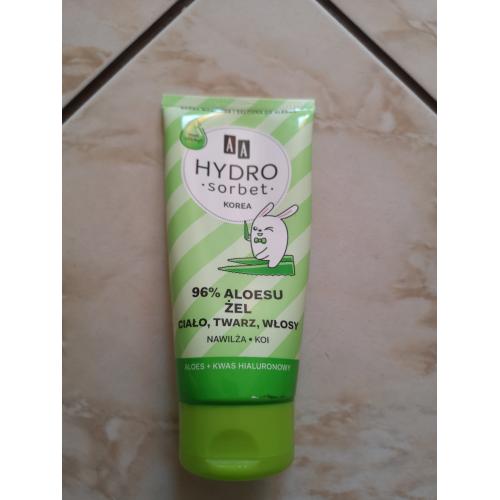 AA
HYDRO
sorbet
KOREA
96% ALOESU
ŻEL
CIAŁO, TWARZ, WŁOSY
NAWILŻA • KOI
ALOES + KWAS HIALURONOWY